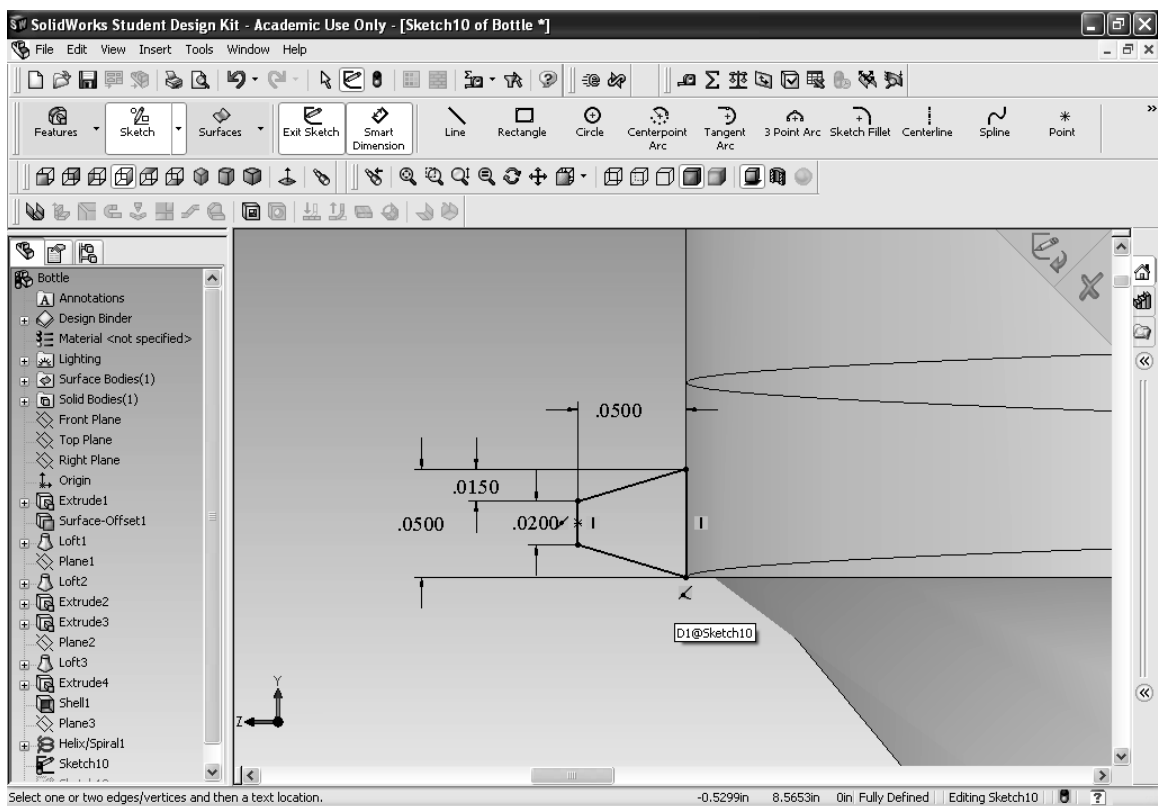 SolidWorks Student Design Kit - Academic Use Only - [Sketch10 of Bottle *]
File Edit View Insert Tools Window Help
Features Sketch Surfaces Exit Sketch Smart Dimension Line Rectangle Circle Centerpoint Arc Tangent Arc 3 Point Arc Sketch Fillet Centerline Spline Point
Bottle
Annotations
Design Binder
Material <not specified>
Lighting
Surface Bodies(1)
Solid Bodies(1)
Front Plane
Top Plane
Right Plane
Origin
Extrude1
Surface-Offset1
Loft1
Plane1
Loft2
Extrude2
Extrude3
Plane2
Loft3
Extrude4
Shell1
Plane3
Helix/Spiral1
Sketch10
.0500
.0150
.0500
.0200
D1@Sketch10
Y
Z
Select one or two edges/vertices and then a text location. -0.5299in 8.5653in 0in Fully Defined Editing Sketch10